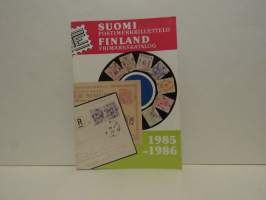 SUOMI
POSTIMERKKILUETTELO
FINLAND
FRIMÄRKSKATALOG
R
1985
-1986